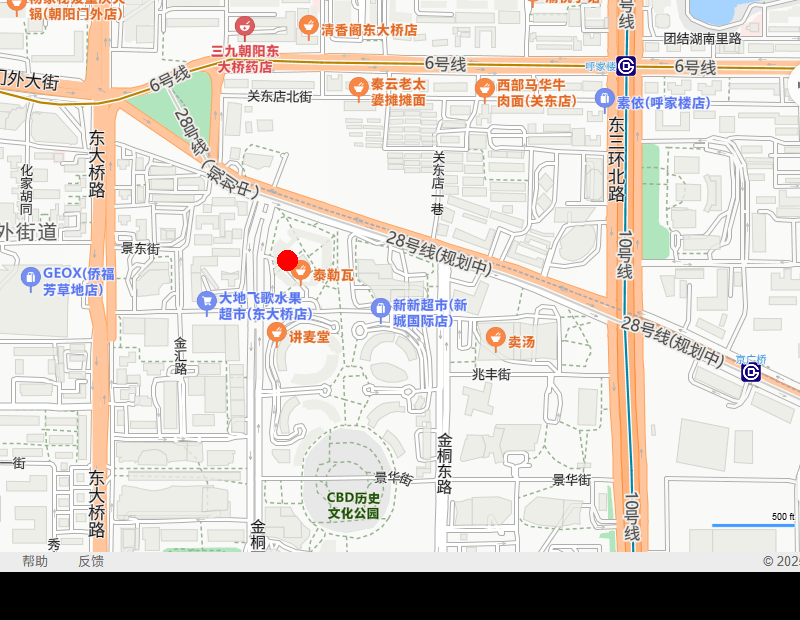 锅(朝阳门外店)
三九朝阳东
大桥药店
清香阁东大桥店
6号线
团结湖南里路
呼家楼
6号线
6号线
门外大街
秦云老太
婆摊摊面
西部马华牛
肉面(关东店)
素依(呼家楼店)
关东店北街
28号线(规划中)
东大桥路
东三环北路
化家胡同
关东店一巷
外街道
景东街
28号线(规划中)
10号线
GEOX(侨福
芳草地店)
泰勒瓦
大地飞歌水果
超市(东大桥店)
新新超市(新
城国际店)
28号线(规划中)
讲麦堂
卖汤
金汇路
京广桥
兆丰街
金桐东路
一街
东大桥路
景华街
景华街
CBD历史
文化公园
10号线
500 ft
金桐
秀
帮助
反馈
© 202